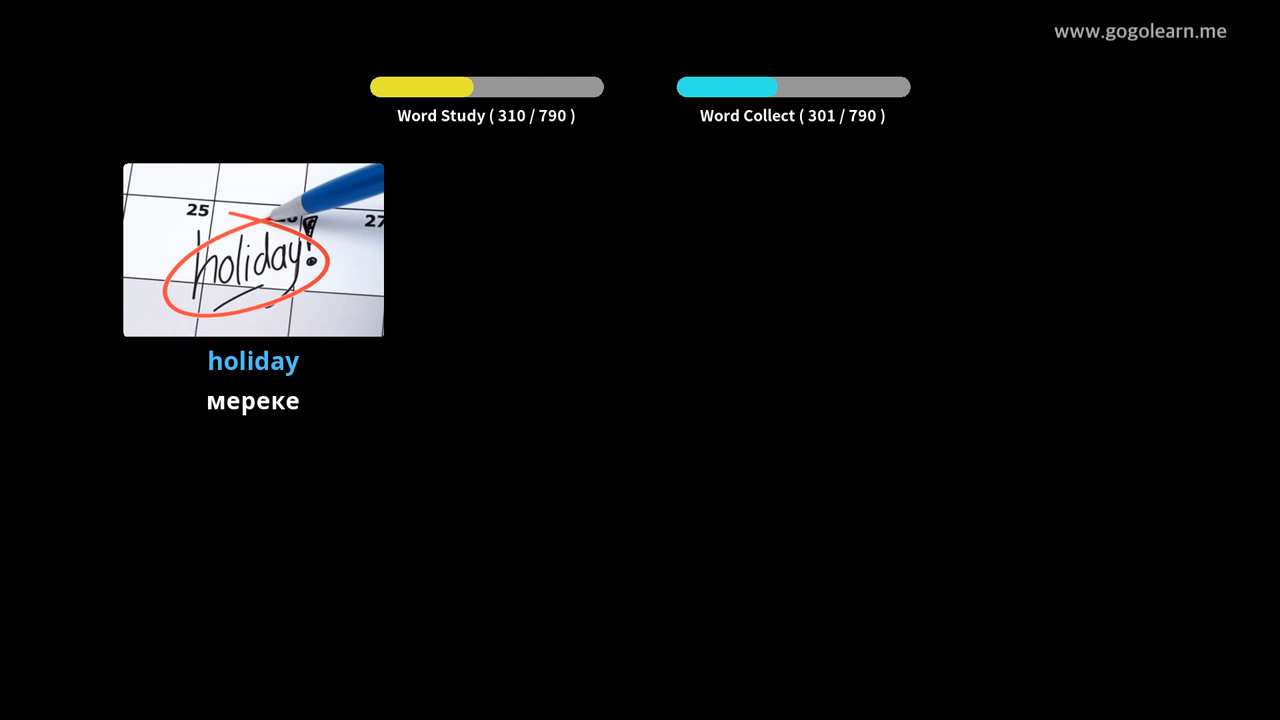 www.gogolearn.me
Word Study ( 310 / 790 )
Word Collect ( 301 / 790 )
25
27
holiday!
holiday
мереке